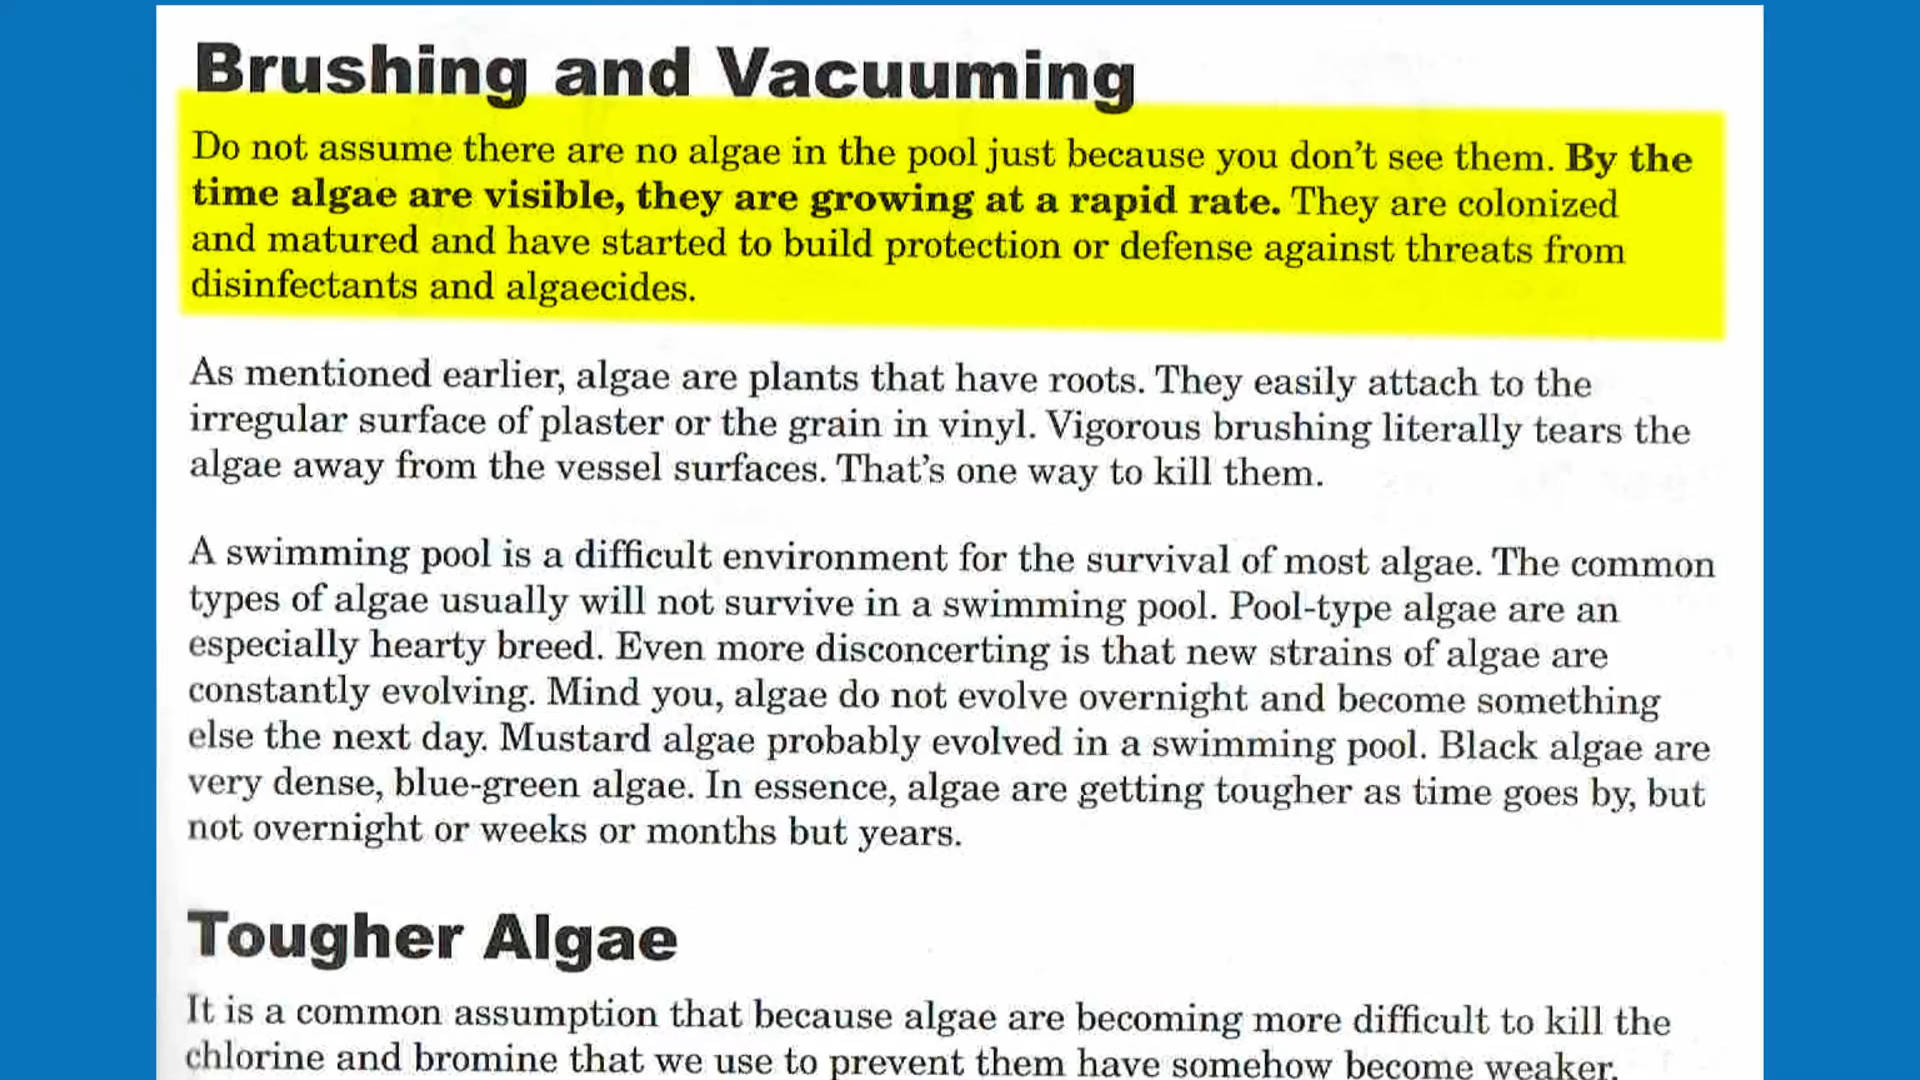 Brushing and Vacuuming
Do not assume there are no algae in the pool just because you don't see them. By the
time algae are visible, they are growing at a rapid rate. They are colonized
and matured and have started to build protection or defense against threats from
disinfectants and algaecides.
As mentioned earlier, algae are plants that have roots. They easily attach to the
irregular surface of plaster or the grain in vinyl. Vigorous brushing literally tears the
algae away from the vessel surfaces. That's one way to kill them.
A swimming pool is a difficult environment for the survival of most algae. The common
types of algae usually will not survive in a swimming pool. Pool-type algae are an
especially hearty breed. Even more disconcerting is that new strains of algae are
constantly evolving. Mind you, algae do not evolve overnight and become something
else the next day. Mustard algae probably evolved in a swimming pool. Black algae are
very dense, blue-green algae. In essence, algae are getting tougher as time goes by, but
not overnight or weeks or months but years.
Tougher Algae
It is a common assumption that because algae are becoming more difficult to kill the
chlorine and bromine that we use to prevent them have somehow become weaker.